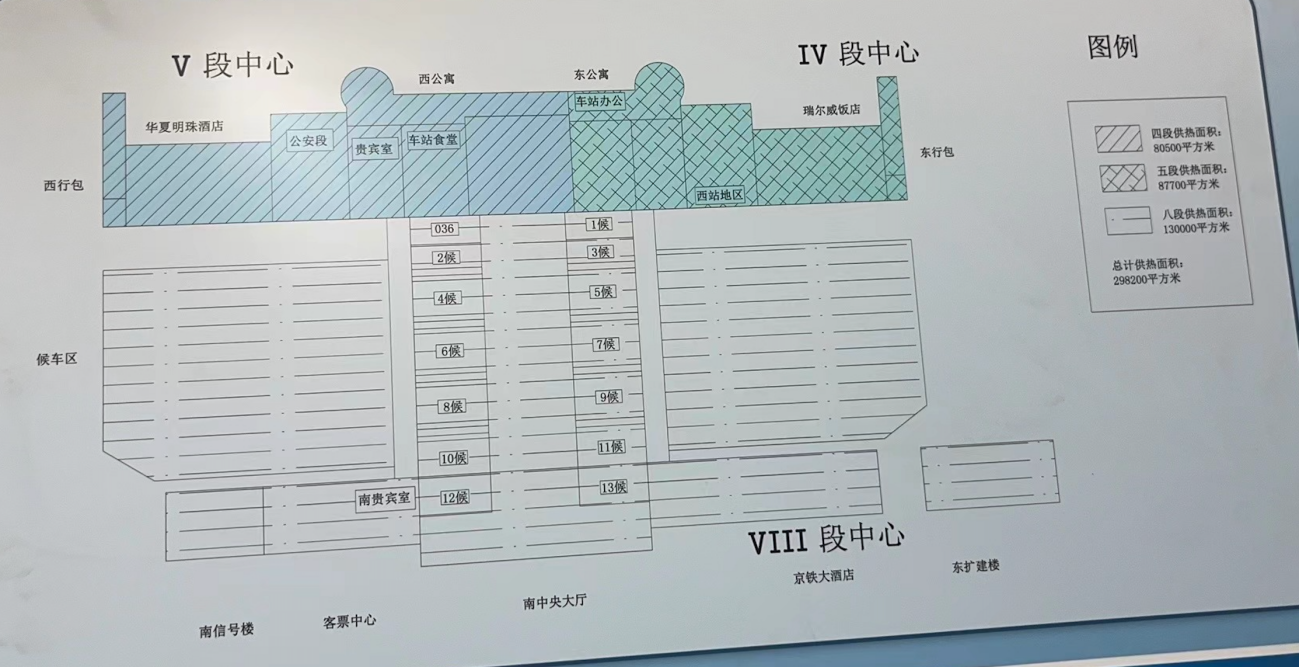 V 段中心
IV 段中心
图例
西公寓
东公寓
华夏明珠酒店
瑞尔威饭店
公安段
贵宾室
车站食堂
车站办公
西站地区
西行包
东行包
四段供热面积：
80500平方米
五段供热面积：
87700平方米
八段供热面积：
130000平方米
总计供热面积：
298200平方米
036
1候
2候
3候
4候
5候
候车区
6候
7候
8候
9候
10候
11候
南贵宾室
12候
13候
VIII 段中心
南信号楼
客票中心
南中央大厅
京铁大酒店
东扩建楼